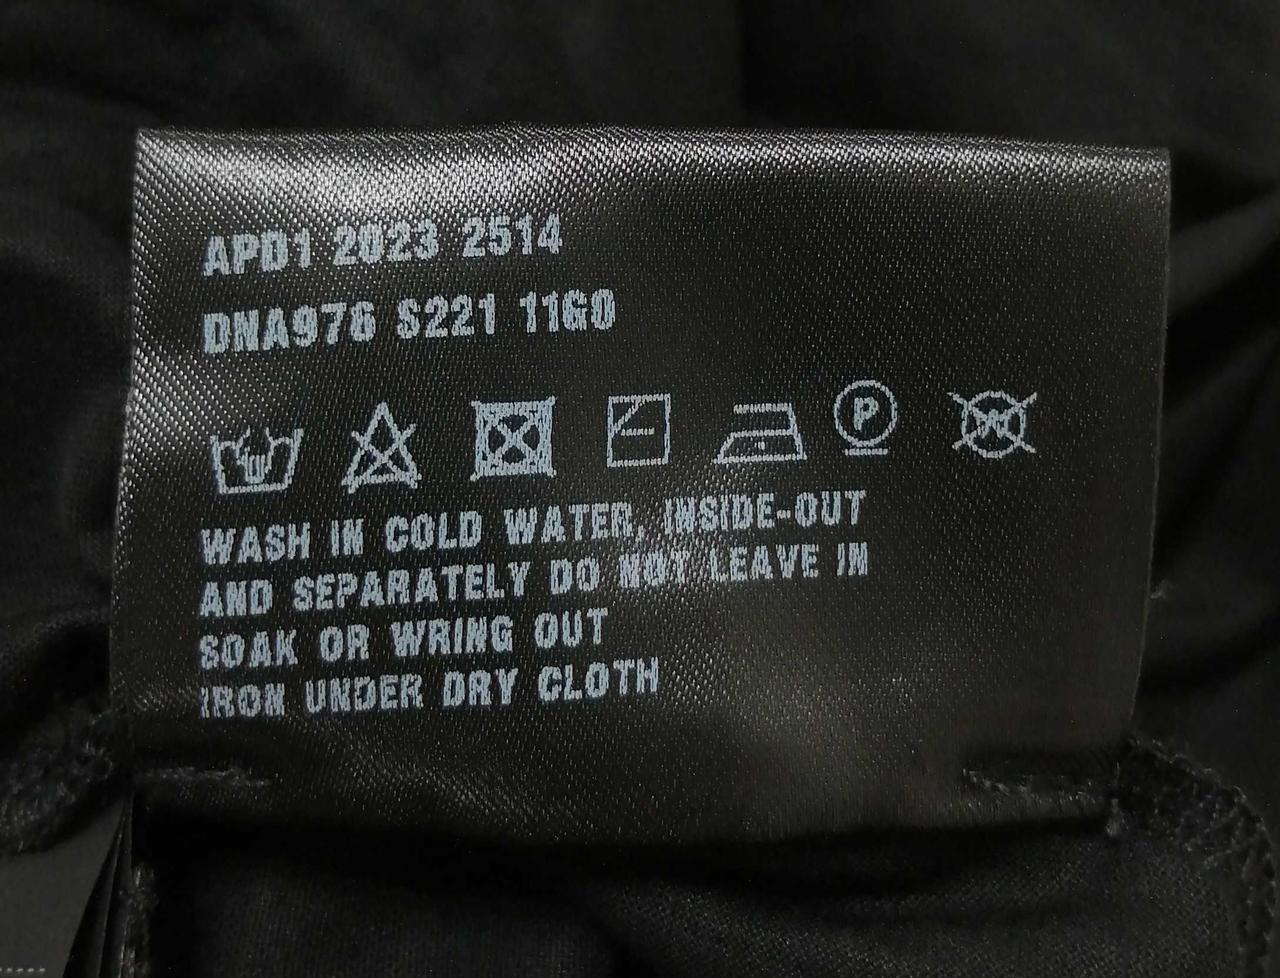 APD1 2023 2514
DNA976 S221 11G0
P
W
WASH IN COLD WATER, INSIDE-OUT
AND SEPARATELY DO NOT LEAVE IN
SOAK OR WRING OUT
IRON UNDER DRY CLOTH